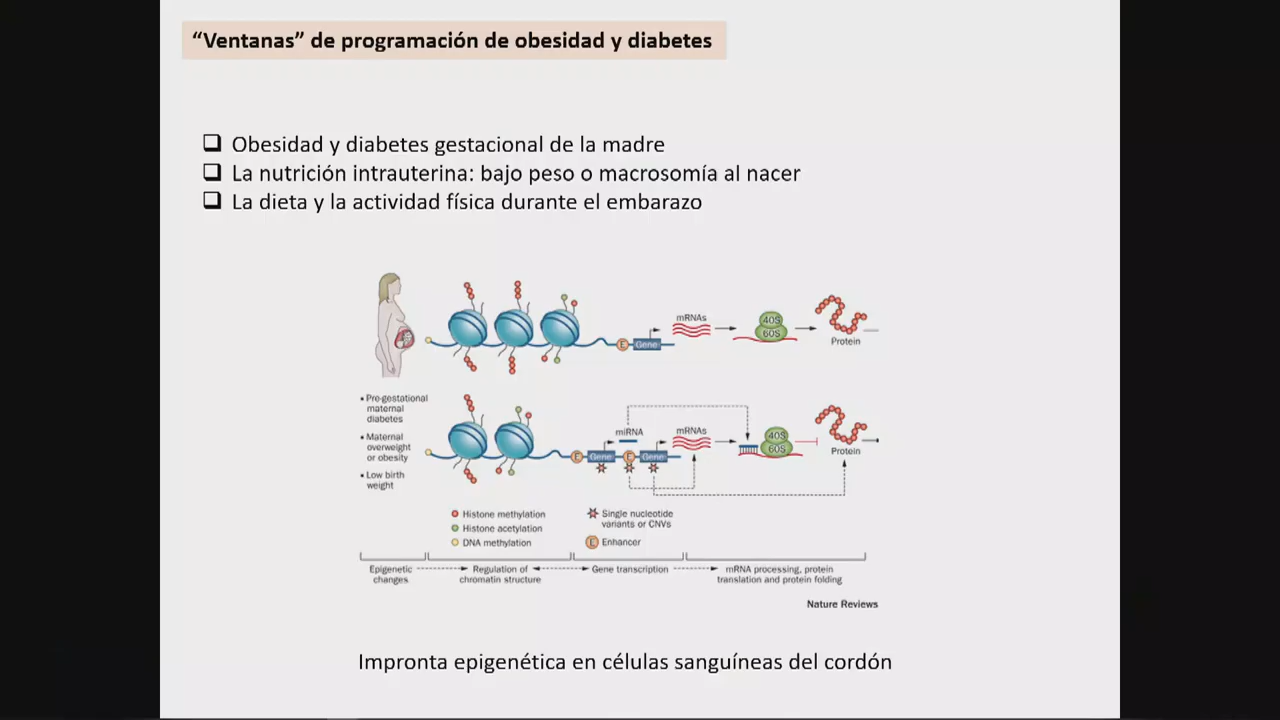 “Ventanas” de programación de obesidad y diabetes
Obesidad y diabetes gestacional de la madre
La nutrición intrauterina: bajo peso o macrosomía al nacer
La dieta y la actividad física durante el embarazo
mRNAs
40S
60S
E
Gene
Protein
• Pre-gestational
maternal
diabetes
• Maternal
overweight
or obesity
• Low birth
weight
miRNA
mRNAs
40S
60S
E
Gene
E
Gene
Protein
Histone methylation
Histone acetylation
DNA methylation
Single nucleotide
variants or CNVs
E
Enhancer
Epigenetic
changes
Regulation of
chromatin structure
Gene transcription
mRNA processing, protein
translation and protein folding
Nature Reviews
Impronta epigenética en células sanguíneas del cordón